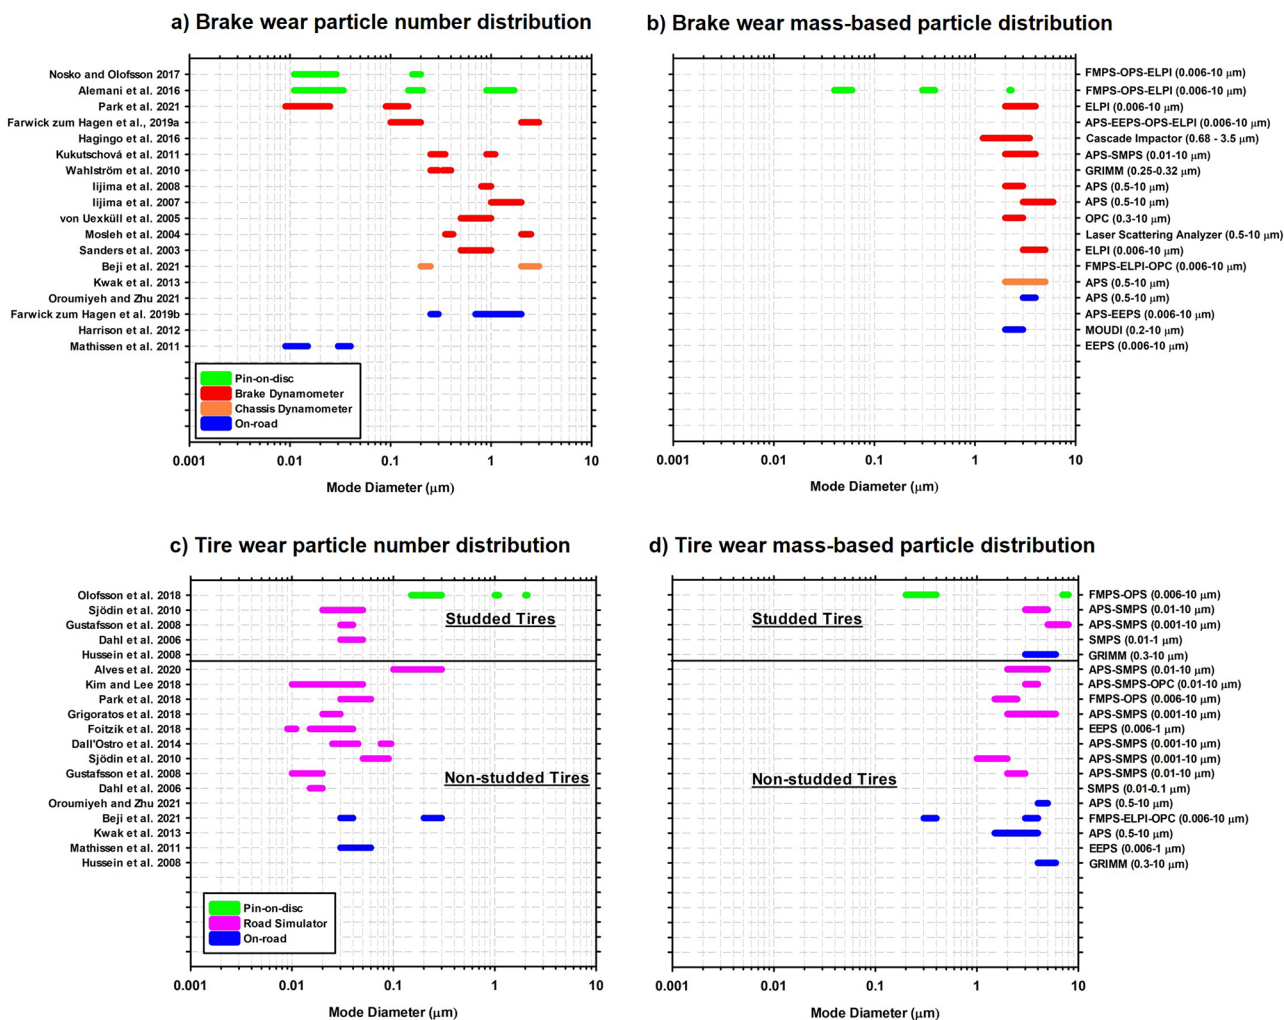 a) Brake wear particle number distribution
Nosko and Olofsson 2017
Alemani et al. 2016
Park et al. 2021
Farwick zum Hagen et al., 2019a
Hagingo et al. 2016
Kukutschová et al. 2011
Wahlström et al. 2010
Iijima et al. 2008
Iijima et al. 2007
von Uexküll et al. 2005
Mosleh et al. 2004
Sanders et al. 2003
Beji et al. 2021
Kwak et al. 2013
Oroumiyeh and Zhu 2021
Farwick zum Hagen et al. 2019b
Harrison et al. 2012
Mathissen et al. 2011
Pin-on-disc
Brake Dynamometer
Chassis Dynamometer
On-road
0.001 0.01 0.1 1 10
Mode Diameter (μm)
b) Brake wear mass-based particle distribution
FMPS-OPS-ELPI (0.006-10 μm)
FMPS-OPS-ELPI (0.006-10 μm)
ELPI (0.006-10 μm)
APS-EEPS-OPS-ELPI (0.006-10 μm)
Cascade Impactor (0.68 - 3.5 μm)
APS-SMPS (0.01-10 μm)
GRIMM (0.25-0.32 μm)
APS (0.5-10 μm)
APS (0.5-10 μm)
OPC (0.3-10 μm)
Laser Scattering Analyzer (0.5-10 μm)
ELPI (0.006-10 μm)
FMPS-ELPI-OPC (0.006-10 μm)
APS (0.5-10 μm)
APS (0.5-10 μm)
APS-EEPS (0.006-10 μm)
MOUDI (0.2-10 μm)
EEPS (0.006-10 μm)
0.001 0.01 0.1 1 10
Mode Diameter (μm)
c) Tire wear particle number distribution
Olofsson et al. 2018
Sjödin et al. 2010
Gustafsson et al. 2008
Dahl et al. 2006
Hussein et al. 2008
Alves et al. 2020
Kim and Lee 2018
Park et al. 2018
Grigoratos et al. 2018
Foitzik et al. 2018
Dall'Ostro et al. 2014
Sjödin et al. 2010
Gustafsson et al. 2008
Dahl et al. 2006
Oroumiyeh and Zhu 2021
Beji et al. 2021
Kwak et al. 2013
Mathissen et al. 2011
Hussein et al. 2008
Studded Tires
Non-studded Tires
Pin-on-disc
Road Simulator
On-road
0.001 0.01 0.1 1 10
Mode Diameter (μm)
d) Tire wear mass-based particle distribution
Studded Tires
Non-studded Tires
FMPS-OPS (0.006-10 μm)
APS-SMPS (0.01-10 μm)
APS-SMPS (0.001-10 μm)
SMPS (0.01-1 μm)
GRIMM (0.3-10 μm)
APS-SMPS (0.01-10 μm)
APS-SMPS-OPC (0.01-10 μm)
FMPS-OPS (0.006-10 μm)
APS-SMPS (0.001-10 μm)
EEPS (0.006-1 μm)
APS-SMPS (0.001-10 μm)
APS-SMPS (0.001-10 μm)
APS-SMPS (0.01-10 μm)
SMPS (0.01-0.1 μm)
APS (0.5-10 μm)
FMPS-ELPI-OPC (0.006-10 μm)
APS (0.5-10 μm)
EEPS (0.006-1 μm)
GRIMM (0.3-10 μm)
0.001 0.01 0.1 1 10
Mode Diameter (μm)